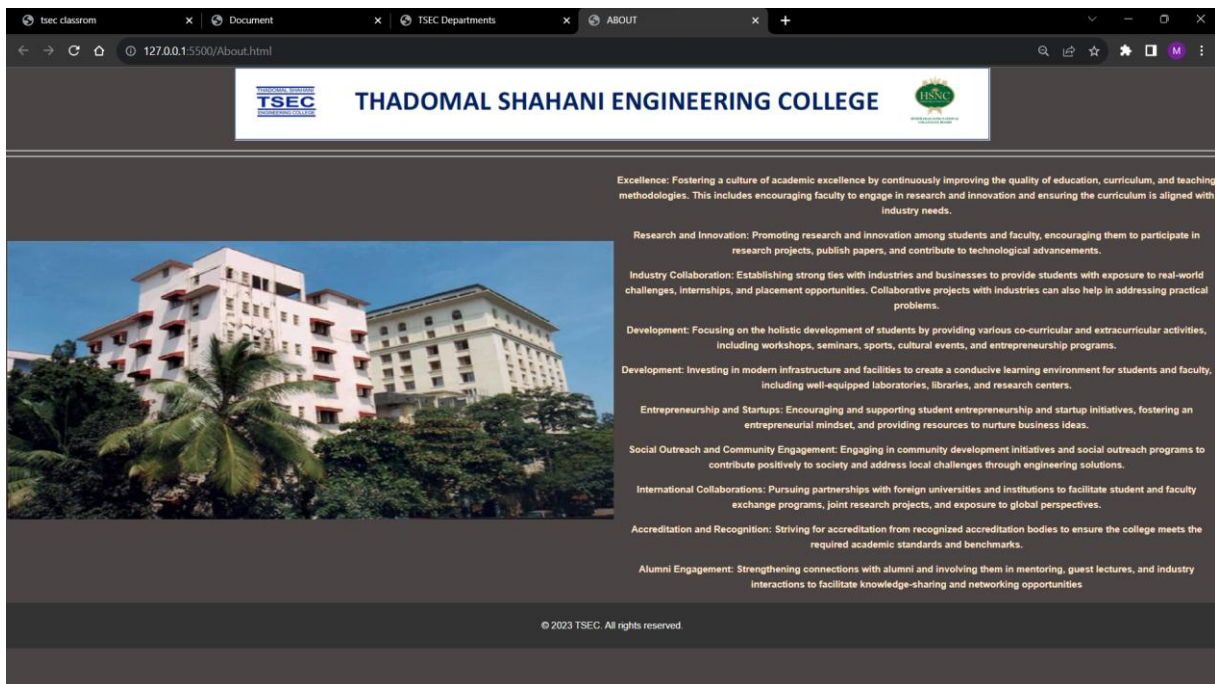 tsec classrom
Document
TSEC Departments
ABOUT
127.0.0.1:5500/About.html
M
THADOMAL SHAHANI
TSEC
ENGINEERING COLLEGE
THADOMAL SHAHANI ENGINEERING COLLEGE
HSNC
Excellence: Fostering a culture of academic excellence by continuously improving the quality of education, curriculum, and teaching
methodologies. This includes encouraging faculty to engage in research and innovation and ensuring the curriculum is aligned with
industry needs.
Research and Innovation: Promoting research and innovation among students and faculty, encouraging them to participate in
research projects, publish papers, and contribute to technological advancements.
Industry Collaboration: Establishing strong ties with industries and businesses to provide students with exposure to real-world
challenges, internships, and placement opportunities. Collaborative projects with industries can also help in addressing practical
problems.
Development: Focusing on the holistic development of students by providing various co-curricular and extracurricular activities,
including workshops, seminars, sports, cultural events, and entrepreneurship programs.
Development: Investing in modern infrastructure and facilities to create a conducive learning environment for students and faculty,
including well-equipped laboratories, libraries, and research centers.
Entrepreneurship and Startups: Encouraging and supporting student entrepreneurship and startup initiatives, fostering an
entrepreneurial mindset, and providing resources to nurture business ideas.
Social Outreach and Community Engagement: Engaging in community development initiatives and social outreach programs to
contribute positively to society and address local challenges through engineering solutions.
International Collaborations: Pursuing partnerships with foreign universities and institutions to facilitate student and faculty
exchange programs, joint research projects, and exposure to global perspectives.
Accreditation and Recognition: Striving for accreditation from recognized accreditation bodies to ensure the college meets the
required academic standards and benchmarks.
Alumni Engagement: Strengthening connections with alumni and involving them in mentoring, guest lectures, and industry
interactions to facilitate knowledge-sharing and networking opportunities
© 2023 TSEC. All rights reserved.